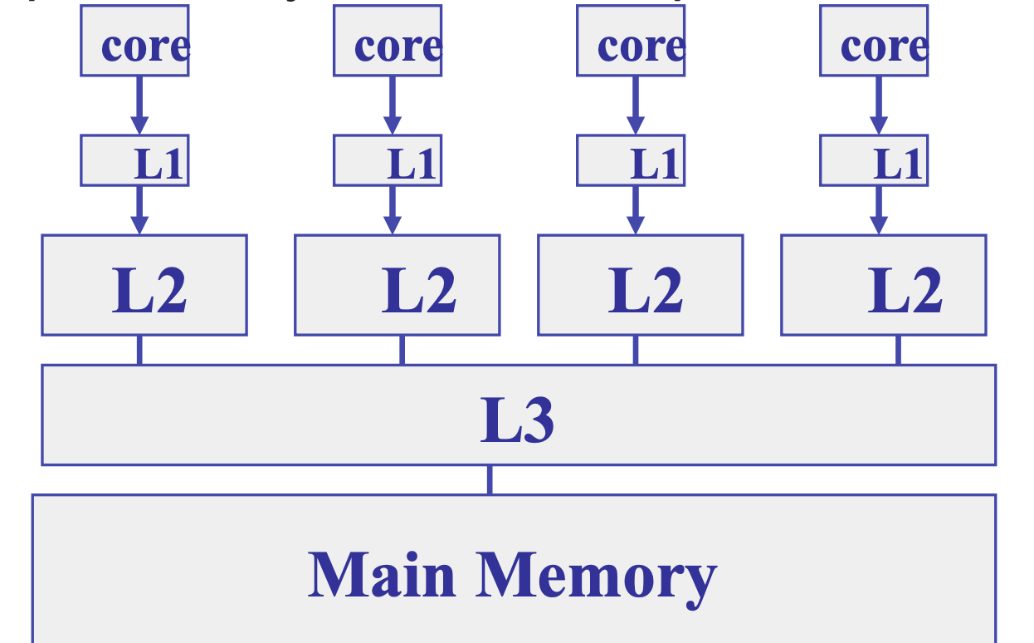 core core core core
L1 L1 L1 L1
L2 L2 L2 L2
L3
Main Memory